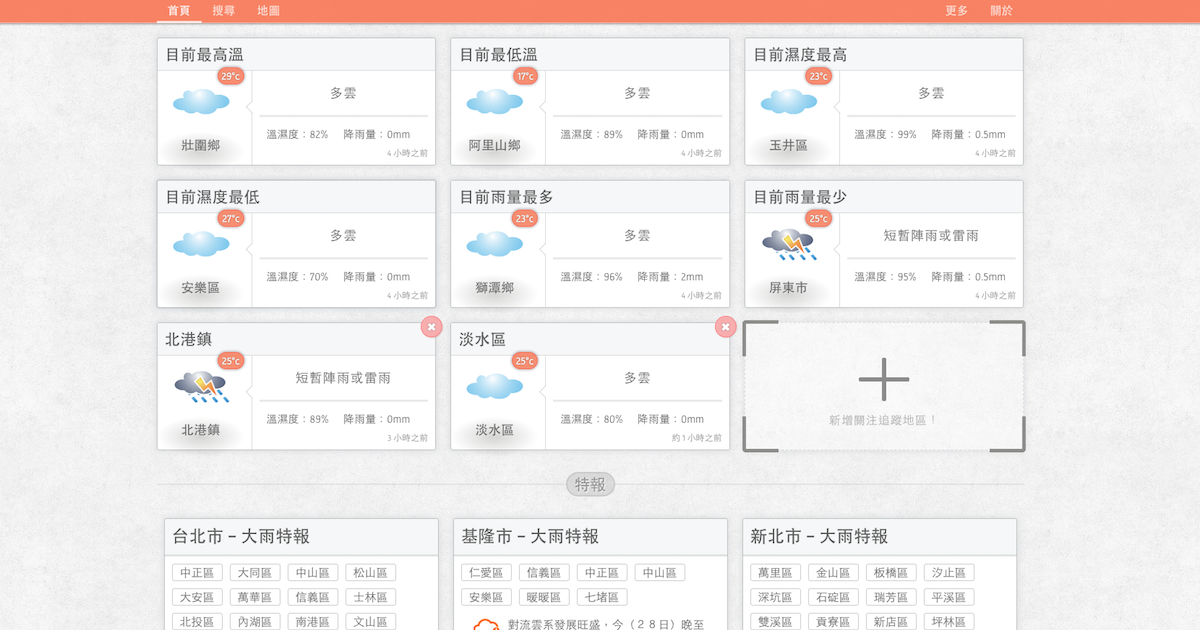 首頁 搜尋 地圖 更多 關於
目前最高溫
29°c
多雲
溫濕度：82% 降雨量：0mm
壯圍鄉
4 小時之前
目前最低溫
17°c
多雲
溫濕度：89% 降雨量：0mm
阿里山鄉
4 小時之前
目前濕度最高
23°c
多雲
溫濕度：99% 降雨量：0.5mm
玉井區
4 小時之前
目前濕度最低
27°c
多雲
溫濕度：70% 降雨量：0mm
安樂區
4 小時之前
目前雨量最多
23°c
多雲
溫濕度：96% 降雨量：2mm
獅潭鄉
4 小時之前
目前雨量最少
25°c
短暫陣雨或雷雨
溫濕度：95% 降雨量：0.5mm
屏東市
4 小時之前
北港鎮
25°c
短暫陣雨或雷雨
溫濕度：89% 降雨量：0mm
北港鎮
3 小時之前
淡水區
25°c
多雲
溫濕度：80% 降雨量：0mm
淡水區
約 1 小時之前
新增關注追蹤地區！
特報
台北市－大雨特報
中正區 大同區 中山區 松山區
大安區 萬華區 信義區 士林區
北投區 內湖區 南港區 文山區
基隆市－大雨特報
仁愛區 信義區 中正區 中山區
安樂區 暖暖區 七堵區
對流雲系發展旺盛，今（２８日）晚至
新北市－大雨特報
萬里區 金山區 板橋區 汐止區
深坑區 石碇區 瑞芳區 平溪區
雙溪區 貢寮區 新店區 坪林區